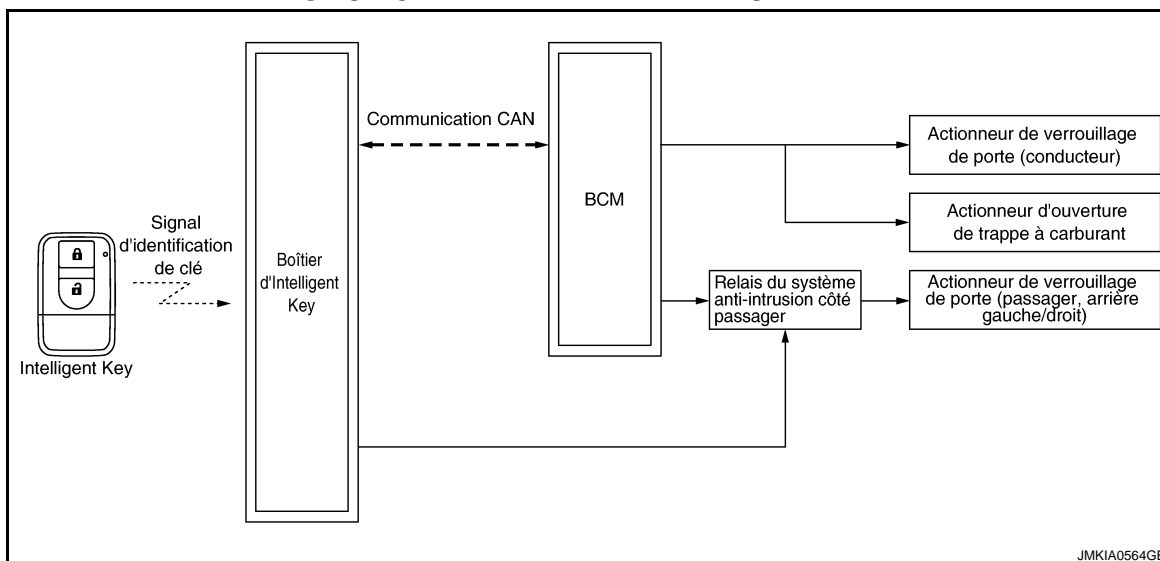 Communication CAN
Signal
d'identification
de clé
Intelligent Key
Boîtier
d'Intelligent
Key
BCM
Actionneur de verrouillage
de porte (conducteur)
Actionneur d'ouverture
de trappe à carburant
Relais du système
anti-intrusion côté
passager
Actionneur de verrouillage
de porte (passager, arrière
gauche/droit)